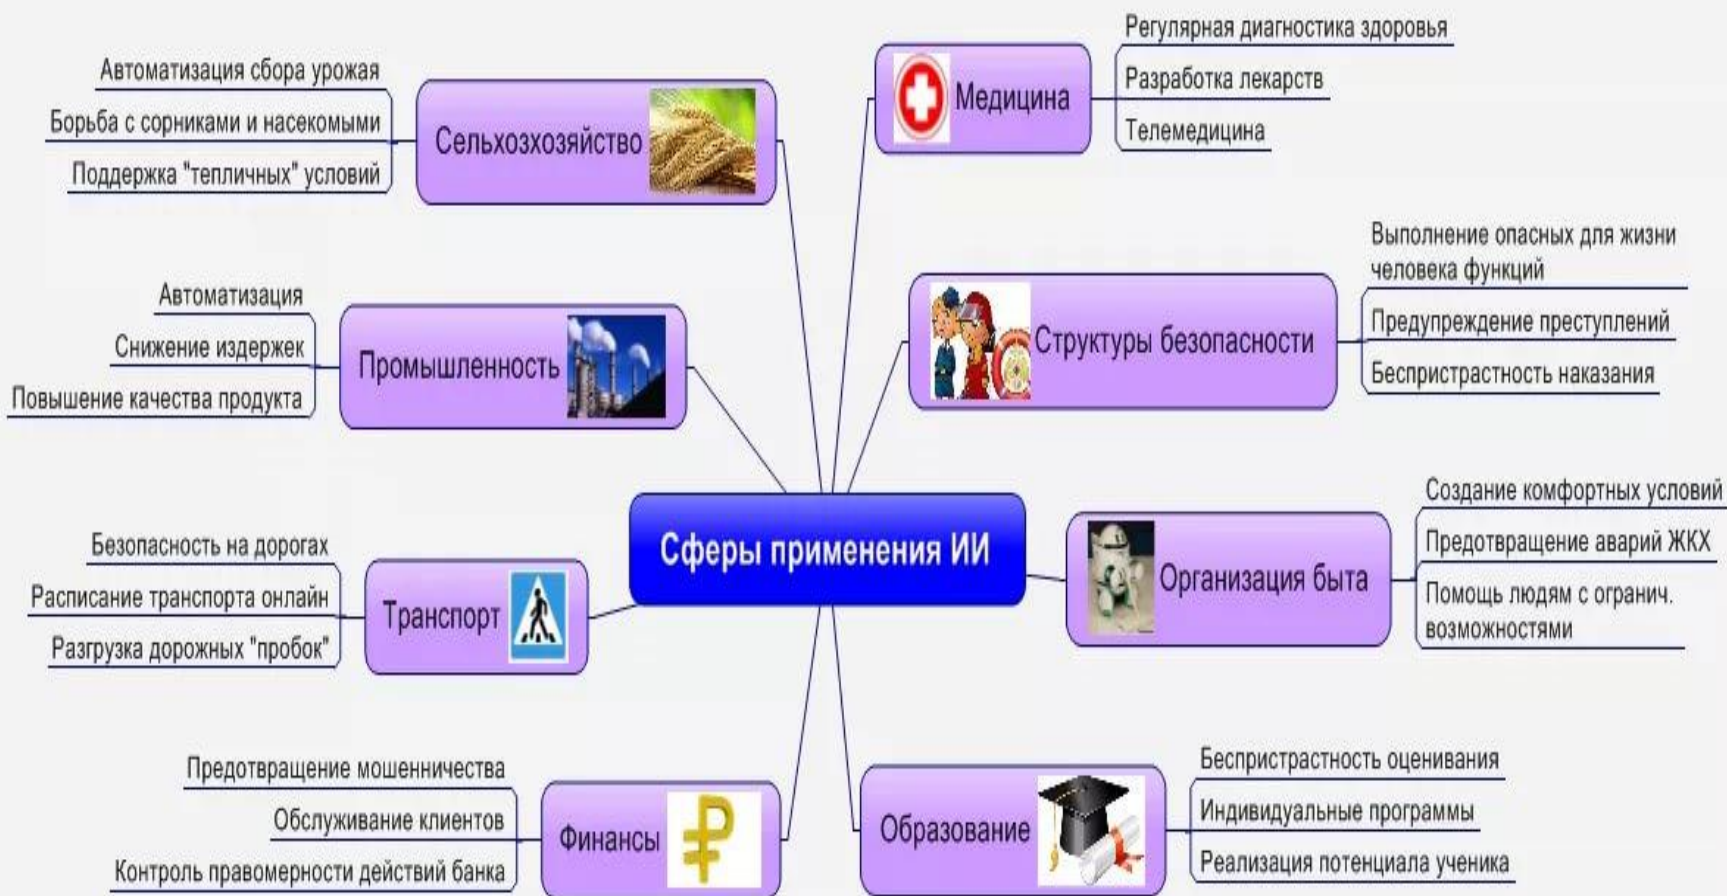 Автоматизация сбора урожая
Борьба с сорниками и насекомыми
Поддержка "тепличных" условий
Сельхозхозяйство
Медицина
Регулярная диагностика здоровья
Разработка лекарств
Телемедицина
Автоматизация
Снижение издержек
Повышение качества продукта
Промышленность
Структуры безопасности
Выполнение опасных для жизни
человека функций
Предупреждение преступлений
Беспристрастность наказания
Сферы применения ИИ
Безопасность на дорогах
Расписание транспорта онлайн
Разгрузка дорожных "пробок"
Транспорт
Организация быта
Создание комфортных условий
Предотвращение аварий ЖКХ
Помощь людям с огранич.
возможностями
Предотвращение мошенничества
Обслуживание клиентов
Контроль правомерности действий банка
Финансы
Образование
Беспристрастность оценивания
Индивидуальные программы
Реализация потенциала ученика